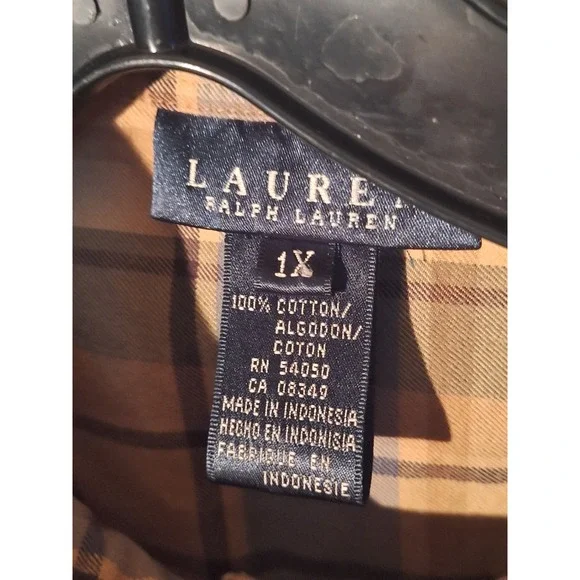 LAUREN
RALPH LAUREN
1X
100% COTTON/
ALGODON/
COTON
RN 54050
CA 08349
MADE IN INDONESIA
HECHO EN INDONISIA
FABRIQUE EN
INDONESIE